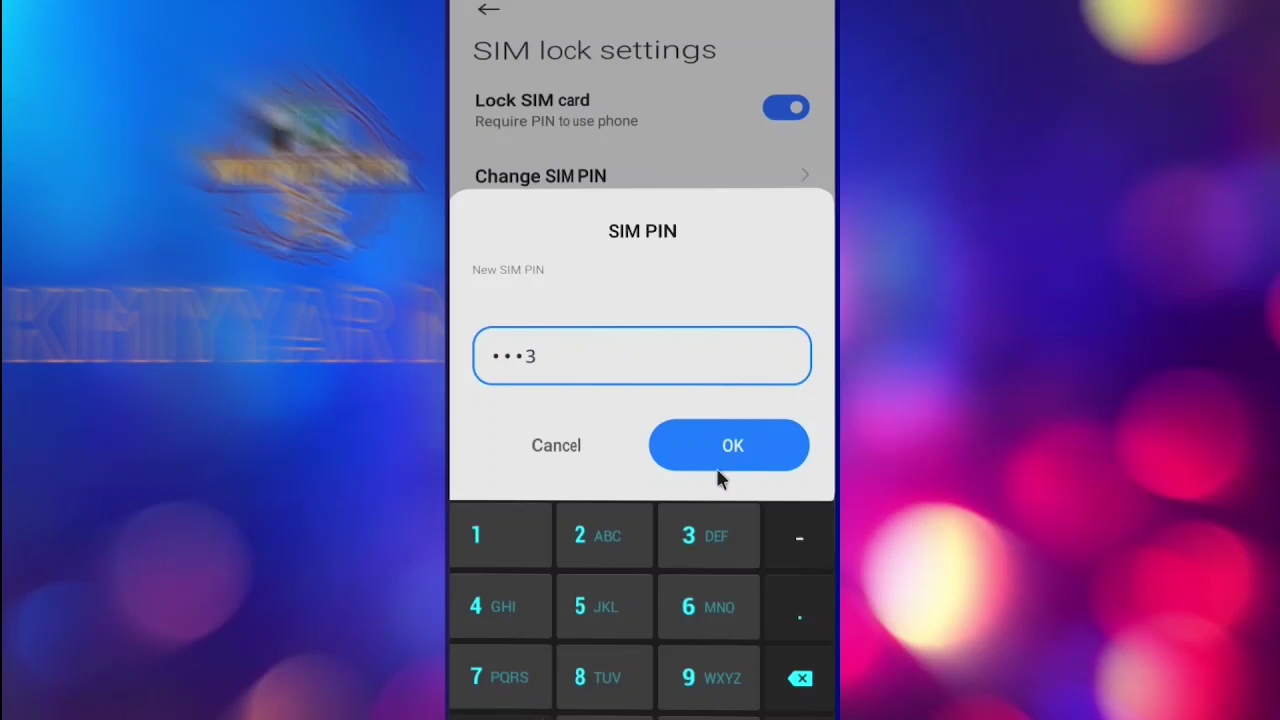 SIM lock settings
Lock SIM card
Require PIN to use phone
Change SIM PIN
SIM PIN
New SIM PIN
•••3
Cancel
OK
1
2 ABC
3 DEF
-
4 GHI
5 JKL
6 MNO
.
7 PQRS
8 TUV
9 WXYZ
KIMIYYAR